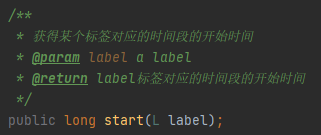 /**
 * 获得某个标签对应的时间段的开始时间
 * @param label a label
 * @return label标签对应的时间段的开始时间
 */
public long start(L label);